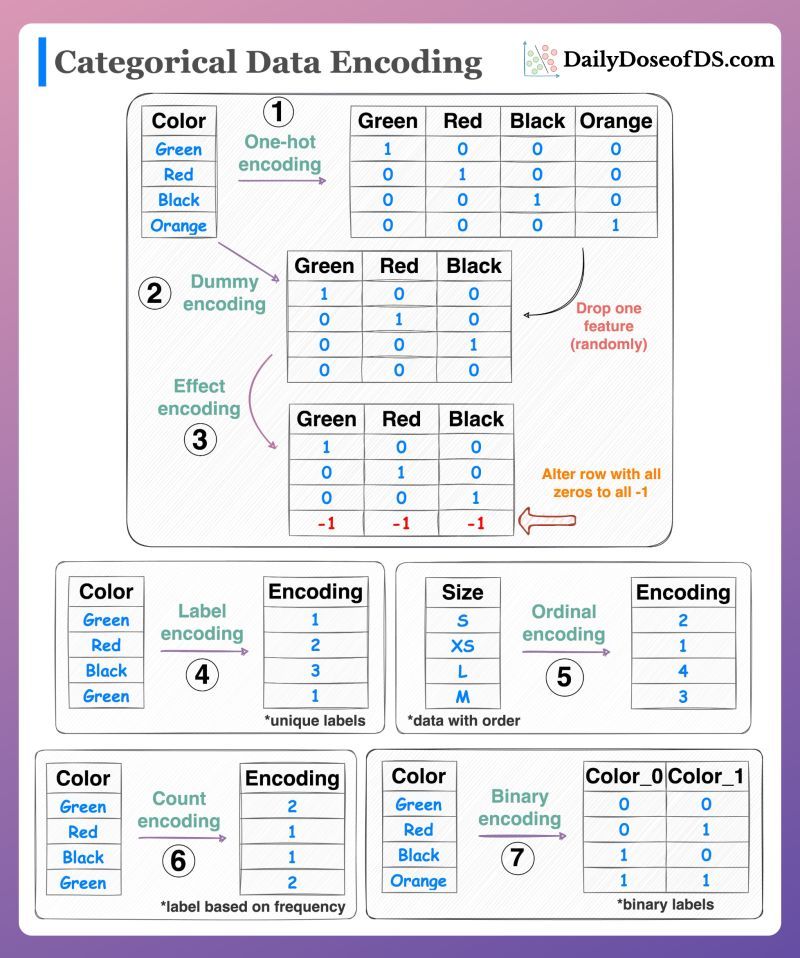 Categorical Data Encoding
DailyDoseofDS.com
1
Color
Green
Red
Black
Orange
One-hot
encoding
Green Red Black Orange
1 0 0 0
0 1 0 0
0 0 1 0
0 0 0 1
2
Dummy
encoding
Green Red Black
1 0 0
0 1 0
0 0 1
0 0 0
Drop one
feature
(randomly)
Effect
encoding
3
Green Red Black
1 0 0
0 1 0
0 0 1
-1 -1 -1
Alter row with all
zeros to all -1
Color
Green
Red
Black
Green
Label
encoding
4
Encoding
1
2
3
1
*unique labels
Size
S
XS
L
M
Ordinal
encoding
5
Encoding
2
1
4
3
*data with order
Color
Green
Red
Black
Green
Count
encoding
6
Encoding
2
1
1
2
*label based on frequency
Color
Green
Red
Black
Orange
Binary
encoding
7
Color_0 Color_1
0 0
0 1
1 0
1 1
*binary labels